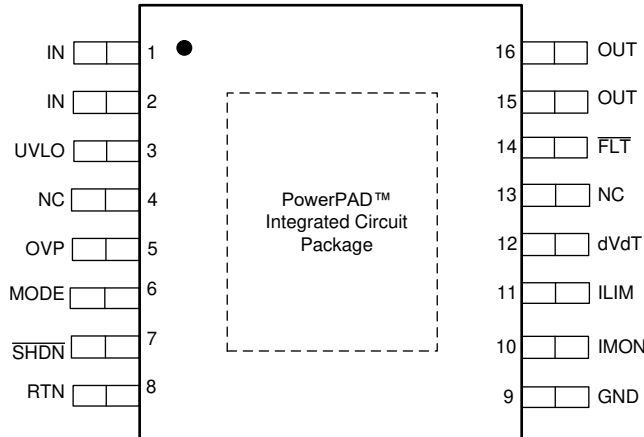 IN 1 16 OUT
IN 2 15 OUT
UVLO 3 14 FLT
NC 4 13 NC
PowerPAD™
Integrated Circuit
Package
OVP 5 12 dVdT
MODE 6 11 ILIM
SHDN 7 10 IMON
RTN 8 9 GND